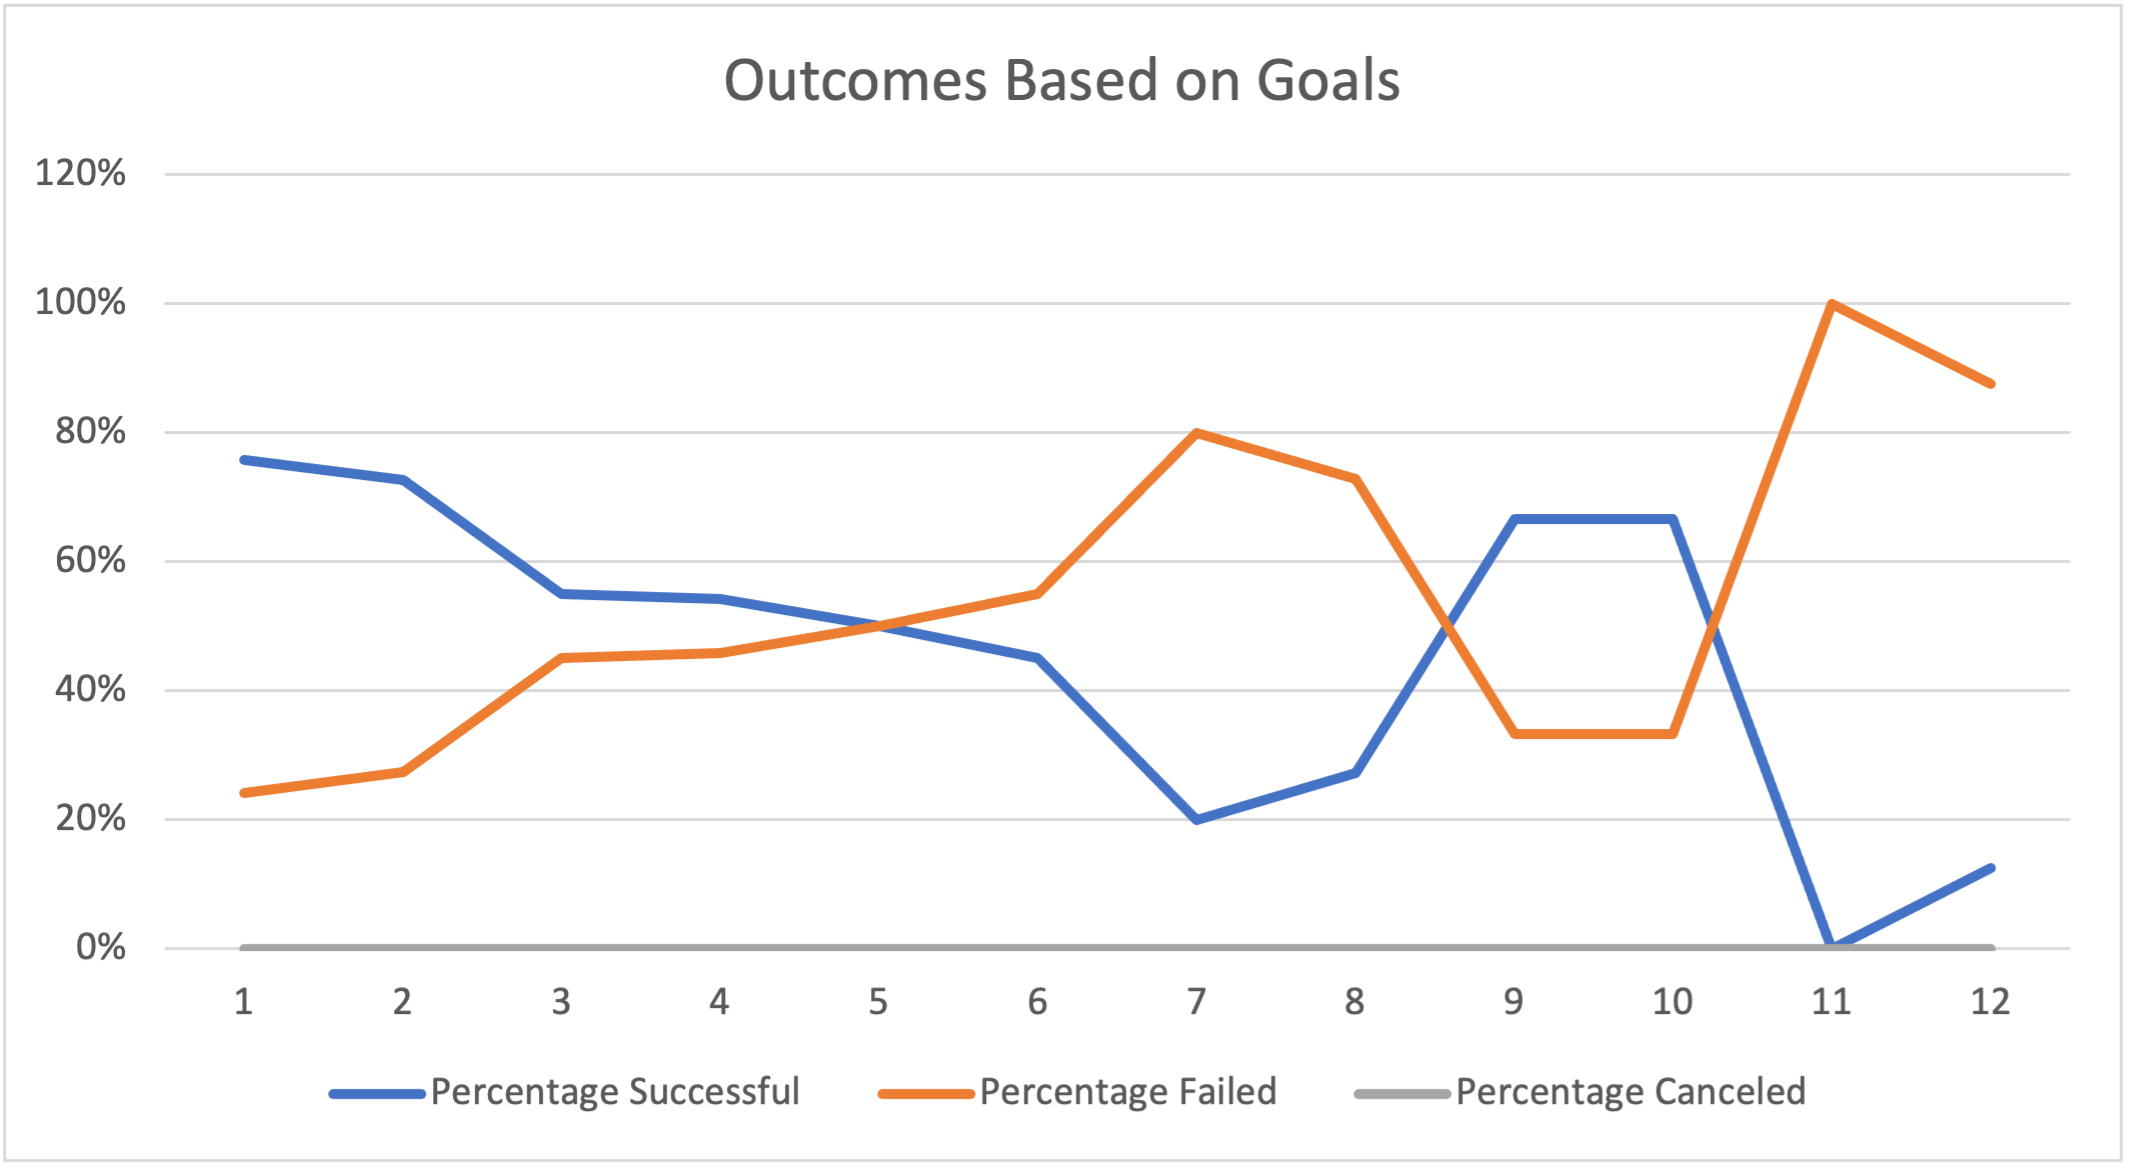 Outcomes Based on Goals
120%
100%
80%
60%
40%
20%
0%
1 2 3 4 5 6 7 8 9 10 11 12
Percentage Successful Percentage Failed Percentage Canceled